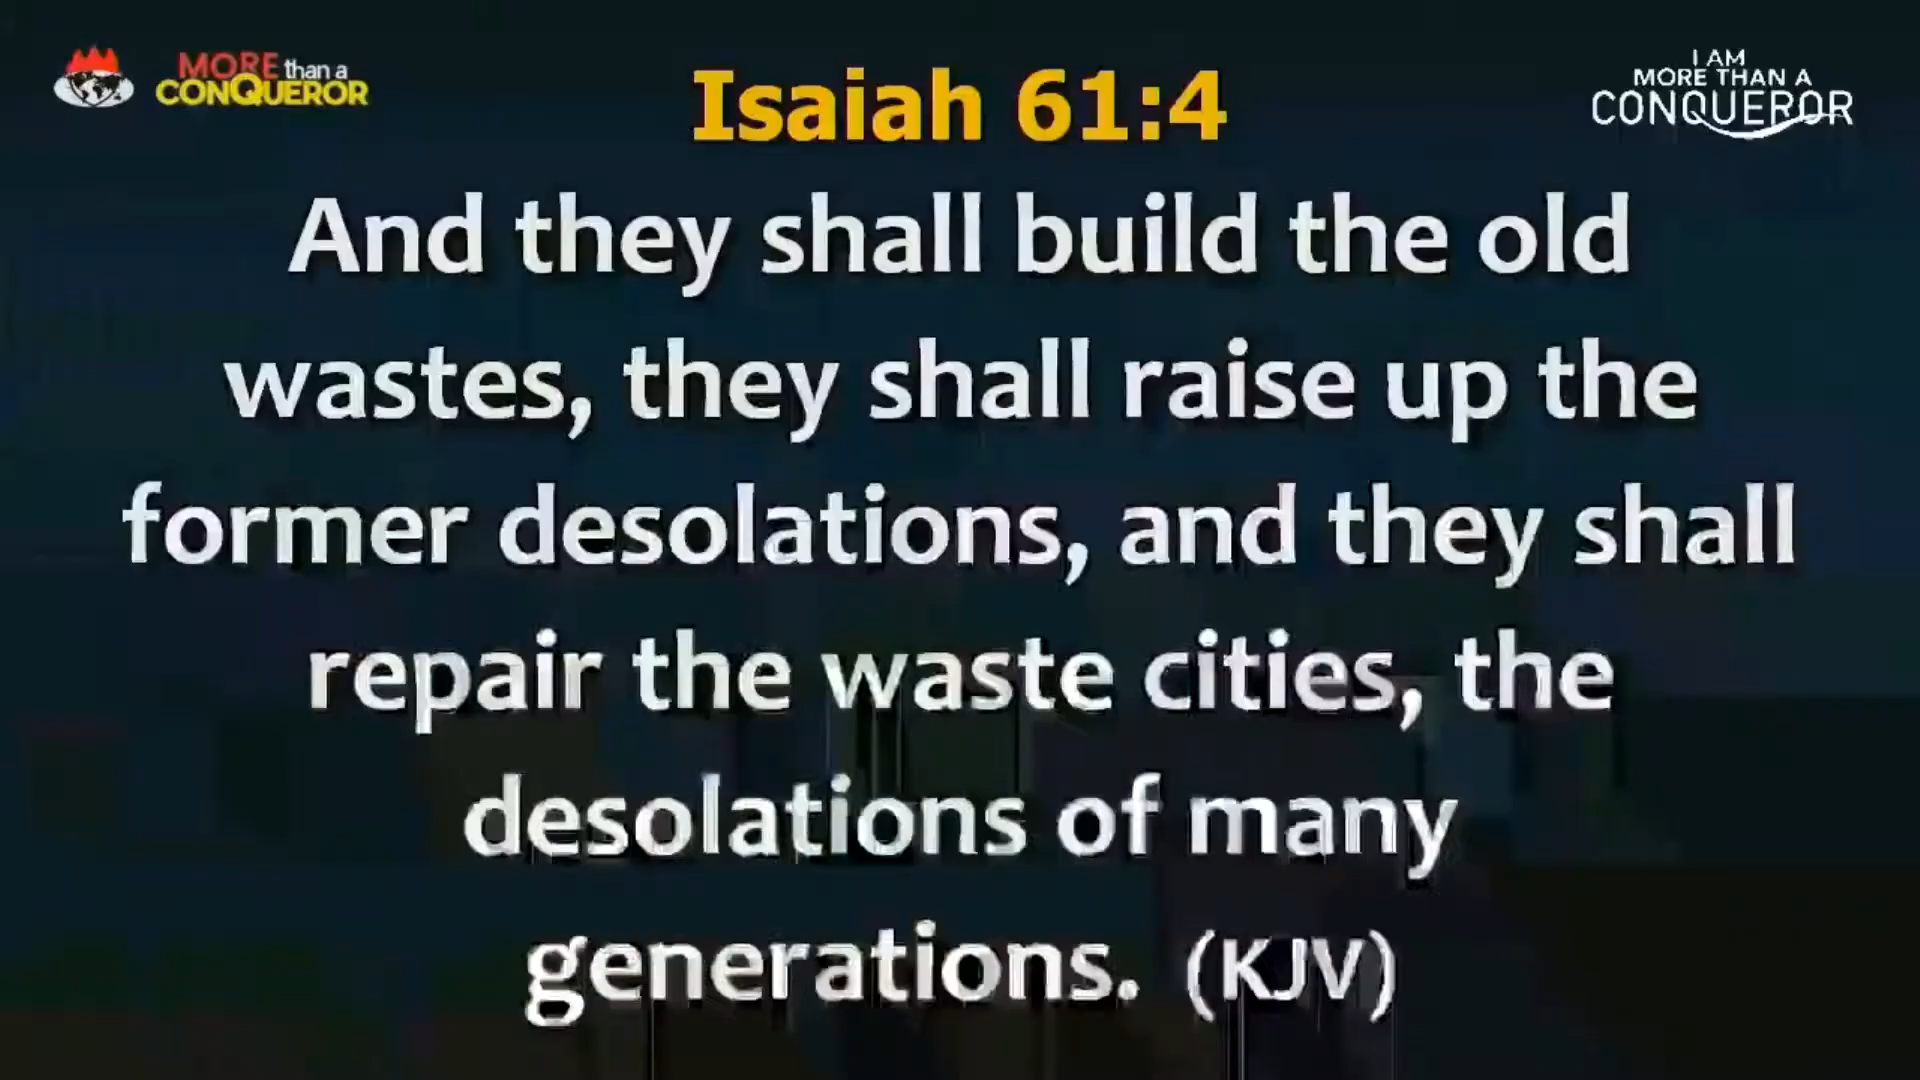 MORE than a
CONQUEROR
I AM
MORE THAN A
CONQUEROR
Isaiah 61:4
And they shall build the old
wastes, they shall raise up the
former desolations, and they shall
repair the waste cities, the
desolations of many
generations. (KJV)